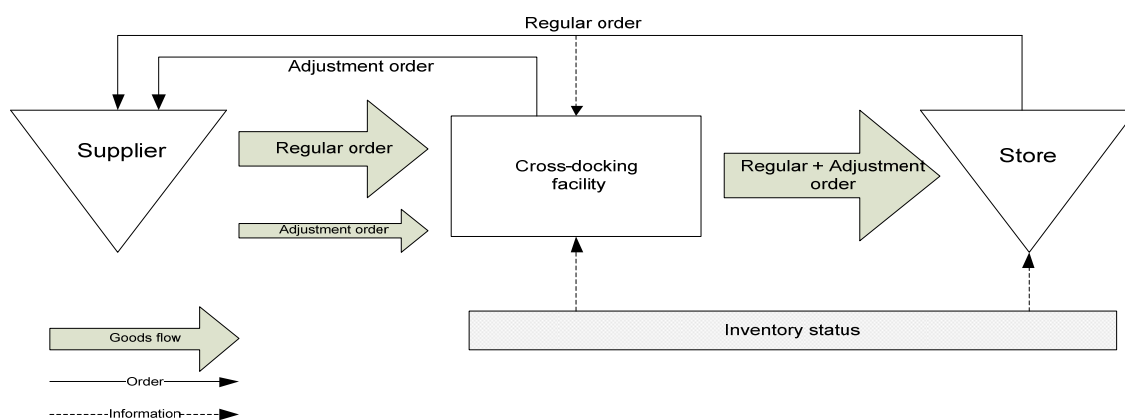 Regular order
Adjustment order
Supplier
Regular order
Adjustment order
Cross-docking
facility
Regular + Adjustment
order
Store
Inventory status
Goods flow
Order
Information